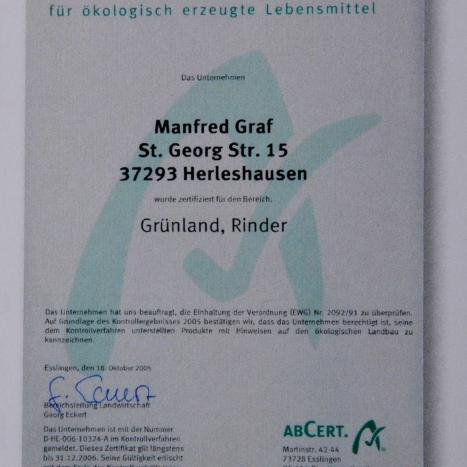 für ökologisch erzeugte Lebensmittel
Das Unternehmen
Manfred Graf
St. Georg Str. 15
37293 Herleshausen
wurde zertifiziert für den Bereich:
Grünland, Rinder
Das Unternehmen hat uns beauftragt, die Einhaltung der Verordnung (EWG) Nr. 2092/91 zu überprüfen.
Auf Grundlage des Kontrollergebnisses 2005 bestätigen wir, dass das Unternehmen berechtigt ist, seine
dem Kontrollverfahren unterstellten Produkte mit Hinweisen auf den ökologischen Landbau zu
kennzeichnen.
Esslingen, den 18. Oktober 2005
Bereichsleitung Landwirtschaft
Georg Eckert
Das Unternehmen ist mit der Nummer
D-HE-006-10324-A im Kontrollverfahren
gemeldet. Dieses Zertifikat gilt längstens
bis 31.12.2006. Seine Gültigkeit erlischt
ABCERT.
Martinstr. 42-44
73728 Esslingen